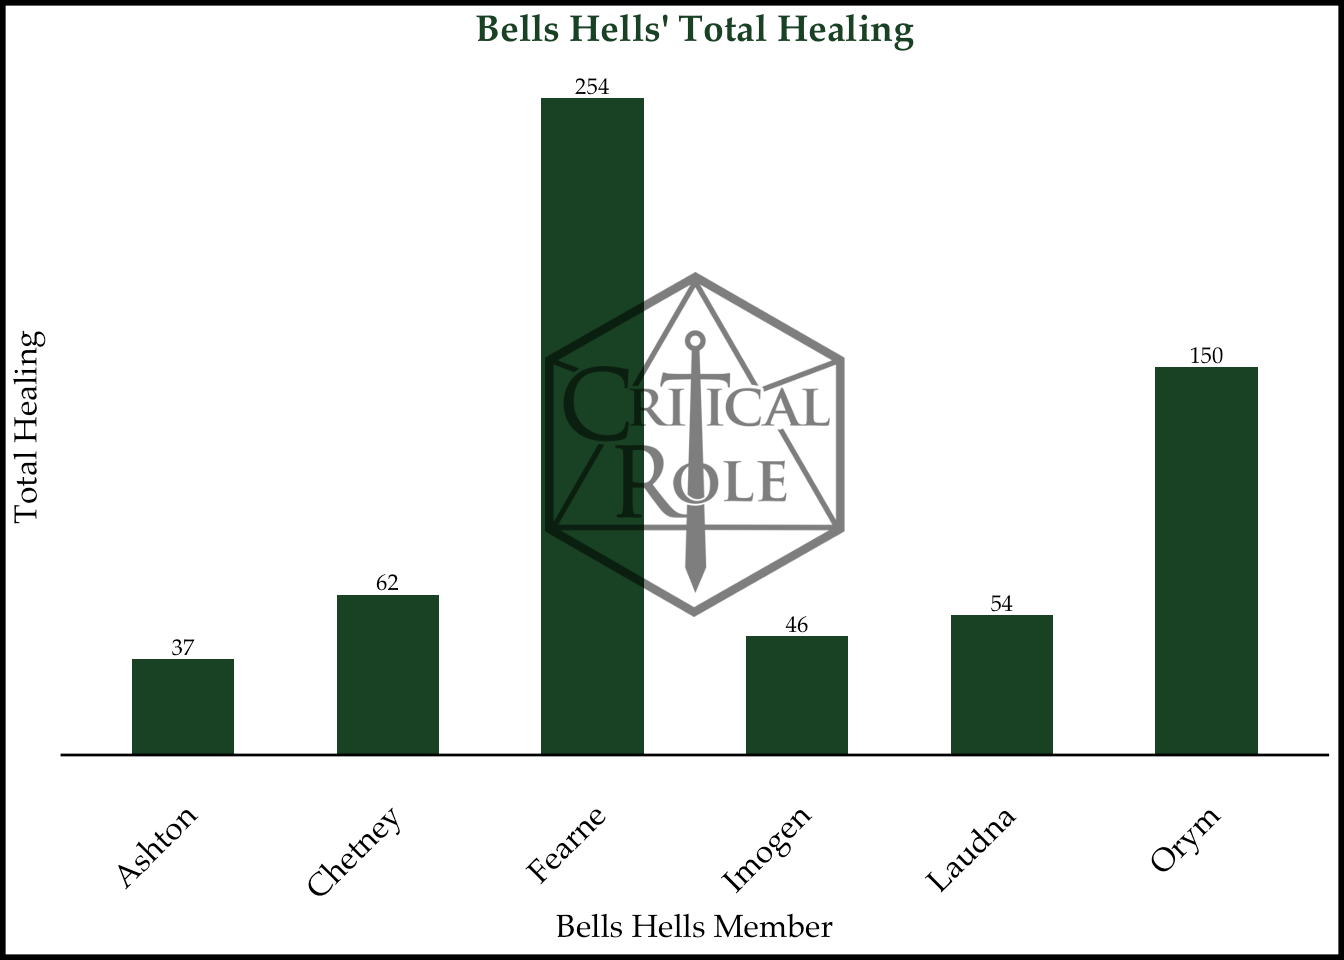 Bells Hells' Total Healing
254
150
62
54
46
37
Total Healing
CRITICAL
ROLE
Ashton
Chetney
Fearne
Imogen
Laudna
Orym
Bells Hells Member